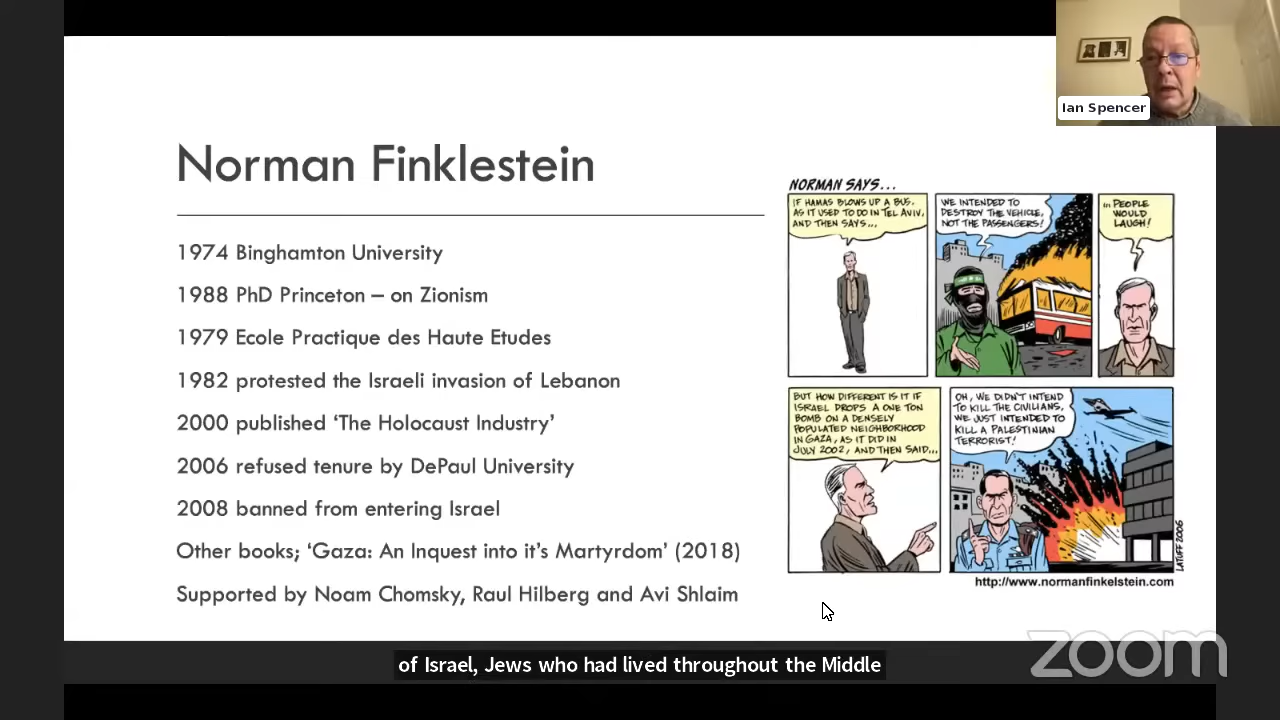 Ian Spencer
Norman Finklestein
1974 Binghamton University
1988 PhD Princeton – on Zionism
1979 Ecole Practique des Haute Etudes
1982 protested the Israeli invasion of Lebanon
2000 published ‘The Holocaust Industry’
2006 refused tenure by DePaul University
2008 banned from entering Israel
Other books; ‘Gaza: An Inquest into it’s Martyrdom’ (2018)
Supported by Noam Chomsky, Raul Hilberg and Avi Shlaim
NORMAN SAYS...
IF HAMAS BLOWS UP A BUS,
AS IT USED TO DO IN TEL AVIV,
AND THEN SAYS...
WE INTENDED TO
DESTROY THE VEHICLE,
NOT THE PASSENGERS!
... PEOPLE
WOULD
LAUGH!
BUT HOW DIFFERENT IS IT IF
ISRAEL DROPS A ONE TON
BOMB ON A DENSELY
POPULATED NEIGHBORHOOD
IN GAZA, AS IT DID IN
JULY 2002, AND THEN SAID...
OH, WE DIDN'T INTEND
TO KILL THE CIVILIANS,
WE JUST INTENDED TO
KILL A PALESTINIAN
TERRORIST!
LATUFF 2006
http://www.normanfinkelstein.com
of Israel, Jews who had lived throughout the Middle
zoom